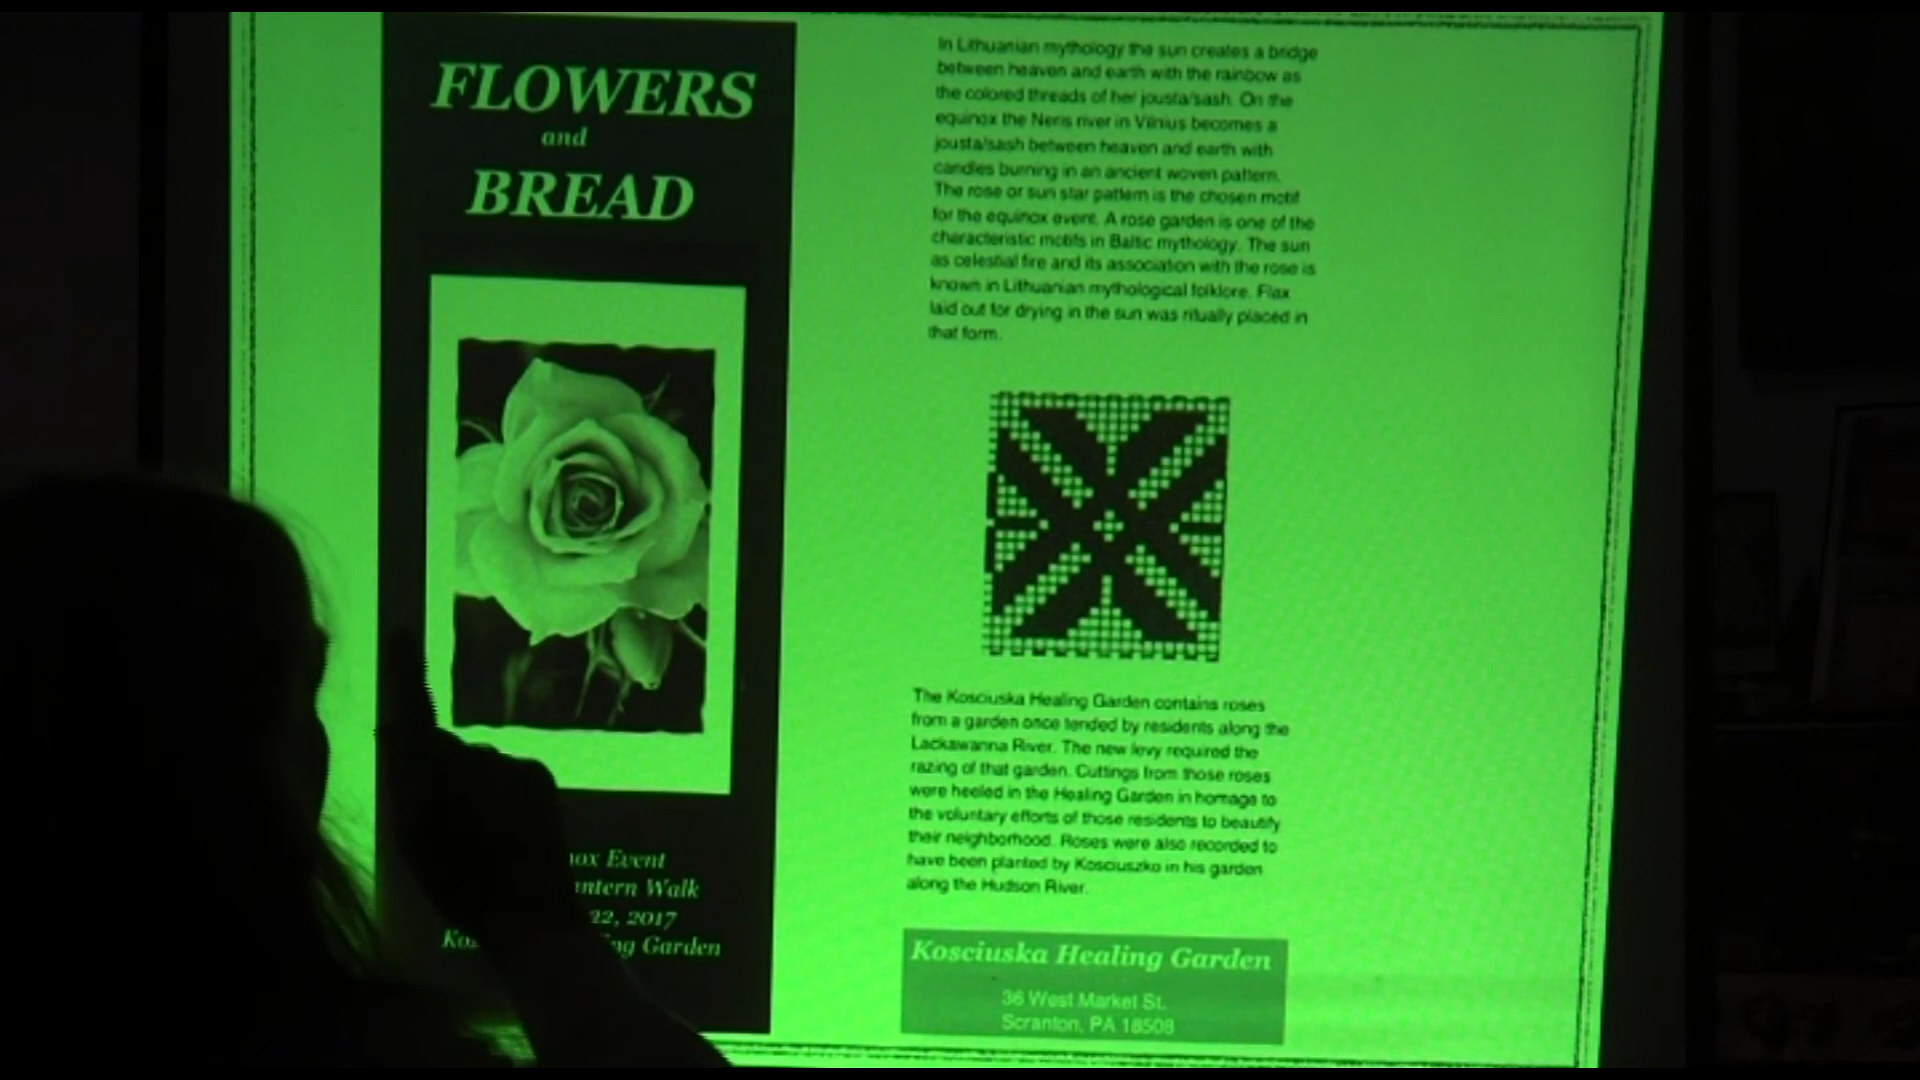 FLOWERS
and
BREAD
Event
Walk
22, 2017
Garden
In Lithuanian mythology the sun creates a bridge
between heaven and earth with the rainbow as
the colored threads of her jousta/sash. On the
equinox the Neris river in Vilnius becomes a
jousta/sash between heaven and earth with
candles burning in an ancient woven pattern.
The rose or sun star pattern is the chosen motif
for the equinox event. A rose garden is one of the
characteristic motifs in Baltic mythology. The sun
as celestial fire and its association with the rose is
known in Lithuanian mythological folklore. Flax
laid out for drying in the sun was ritually placed in
that form.
The Kosciuska Healing Garden contains roses
from a garden once tended by residents along the
Lackawanna River. The new levy required the
razing of that garden. Cuttings from those roses
were heeled in the Healing Garden in homage to
the voluntary efforts of those residents to beautify
their neighborhood. Roses were also recorded to
have been planted by Kosciuszko in his garden
along the Hudson River.
Kosciuska Healing Garden
36 West Market St.
Scranton, PA 18508